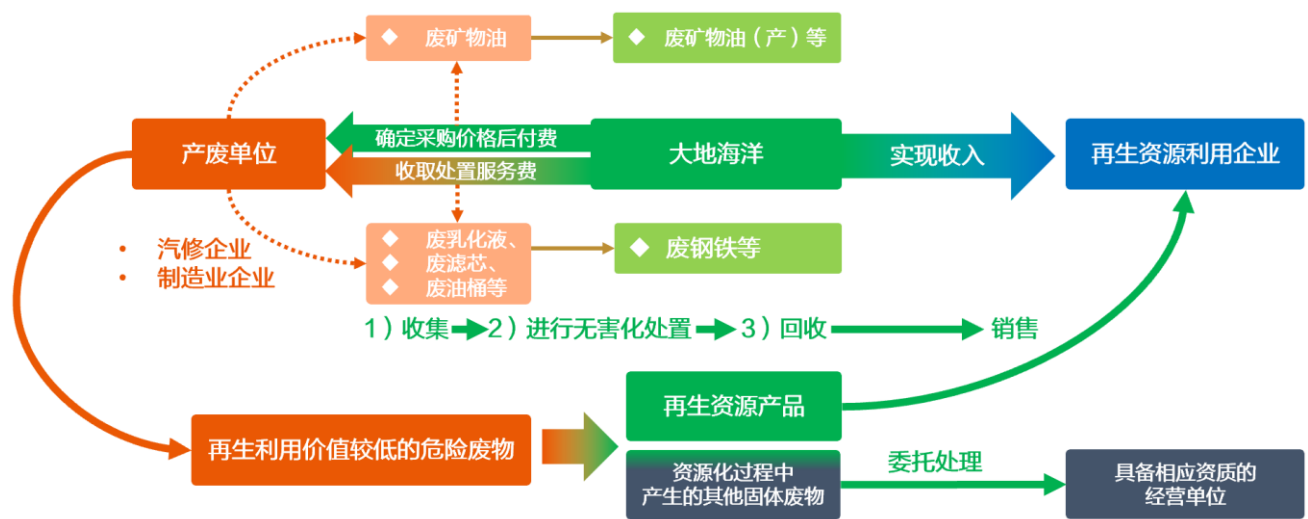 ◆ 废矿物油
◆ 废矿物油（产）等
产废单位
确定采购价格后付费
收取处置服务费
大地海洋
实现收入
再生资源利用企业
• 汽修企业
• 制造业企业
◆ 废乳化液、
◆ 废滤芯、
◆ 废油桶等
◆ 废钢铁等
1）收集
2）进行无害化处置
3）回收
销售
再生利用价值较低的危险废物
再生资源产品
资源化过程中
产生的其他固体废物
委托处理
具备相应资质的
经营单位